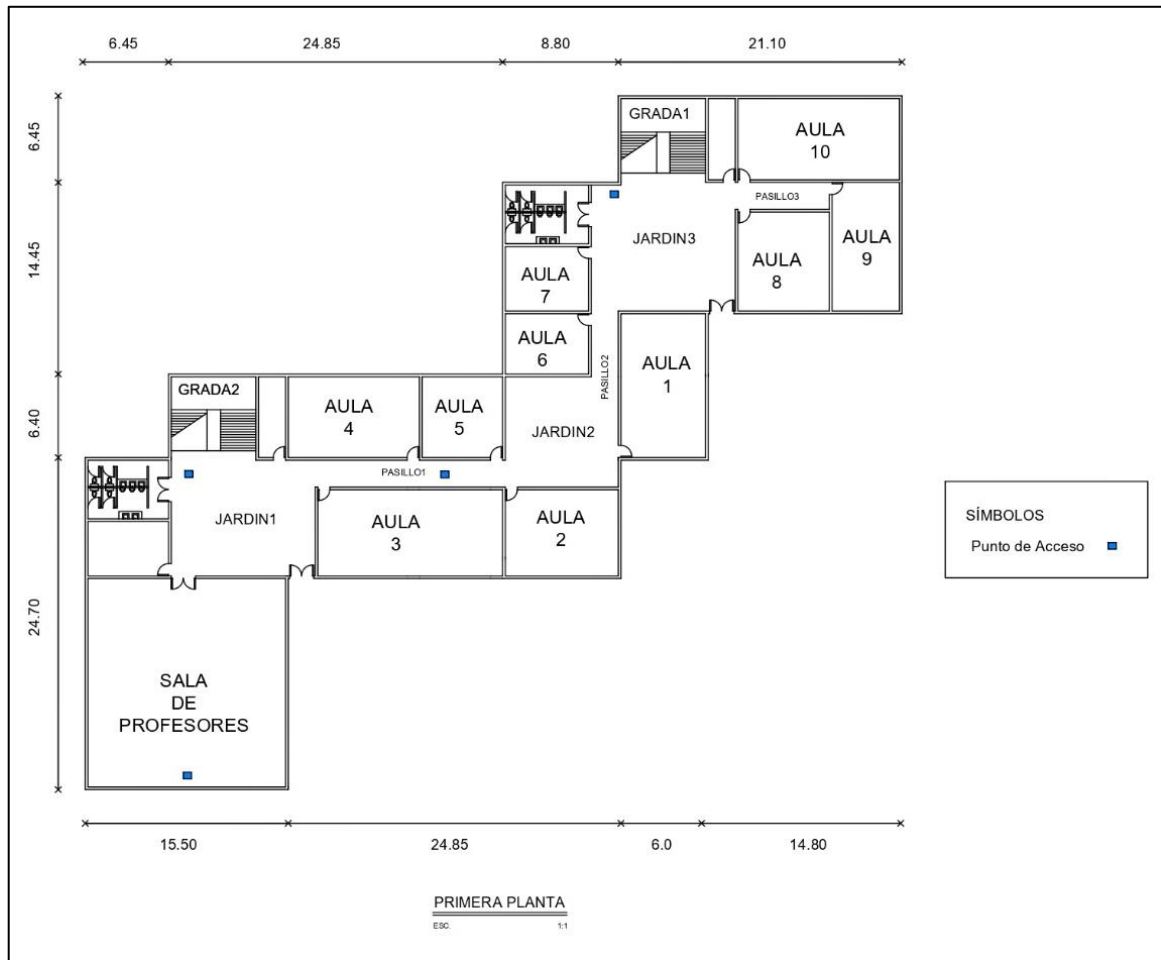 6.45 24.85 8.80 21.10
6.45
14.45
6.40
24.70
GRADA1
AULA
10
PASILLO3
JARDIN3
AULA
8
AULA
9
AULA
7
AULA
6
PASILLO2
AULA
1
GRADA2
AULA
4
AULA
5
JARDIN2
PASILLO1
JARDIN1
AULA
3
AULA
2
SALA
DE
PROFESORES
SÍMBOLOS
Punto de Acceso
15.50 24.85 6.0 14.80
PRIMERA PLANTA
ESC. 1:1